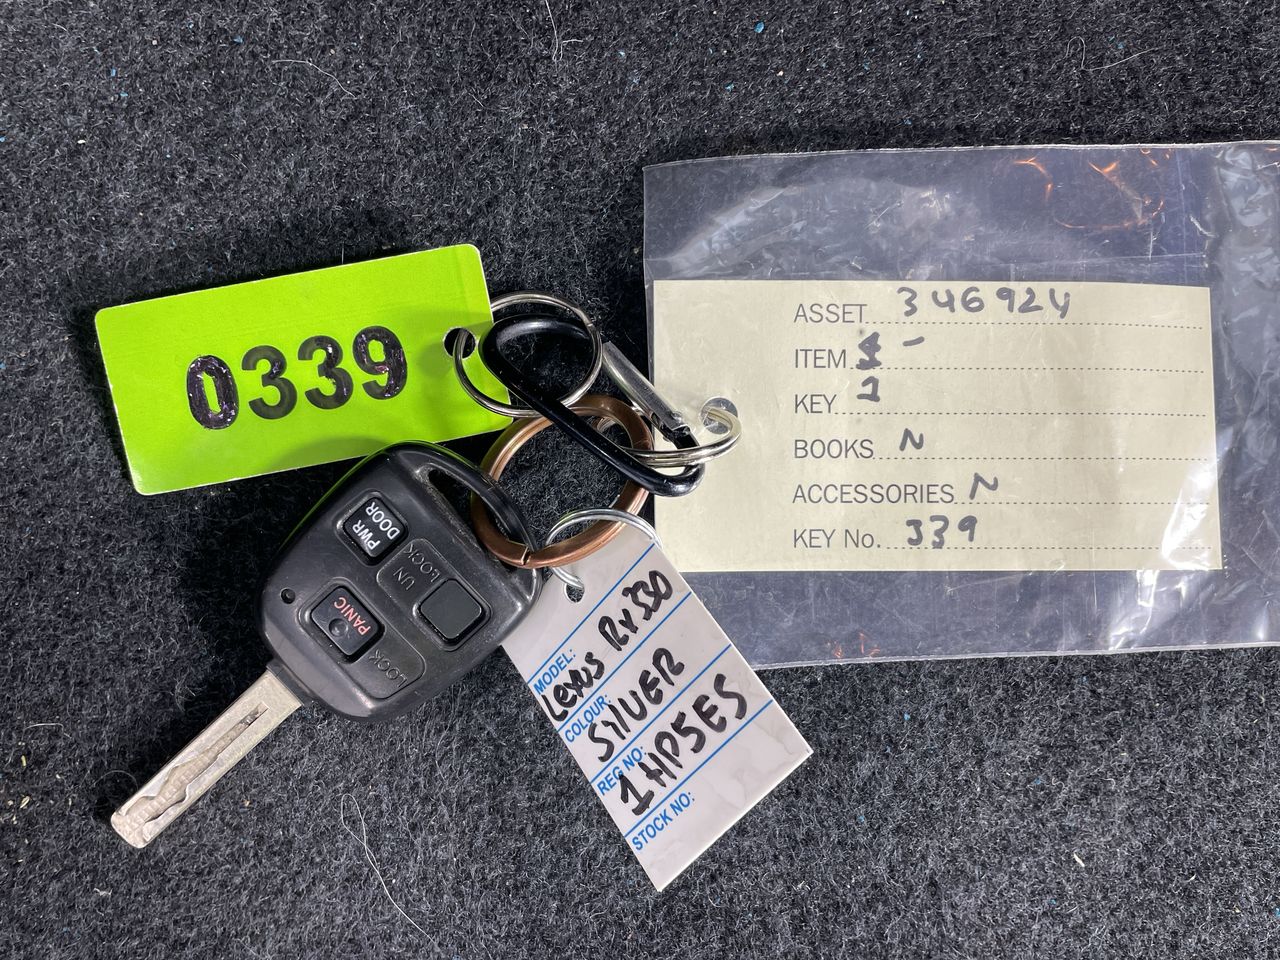 0339
PWR DOOR
UN LOCK
PANIC
LOCK
MODEL:
Lexus Rx330
COLOUR:
SILVER
REG NO:
1HP5ES
STOCK NO:
ASSET 346924
ITEM -
KEY 1
BOOKS N
ACCESSORIES N
KEY No. 339